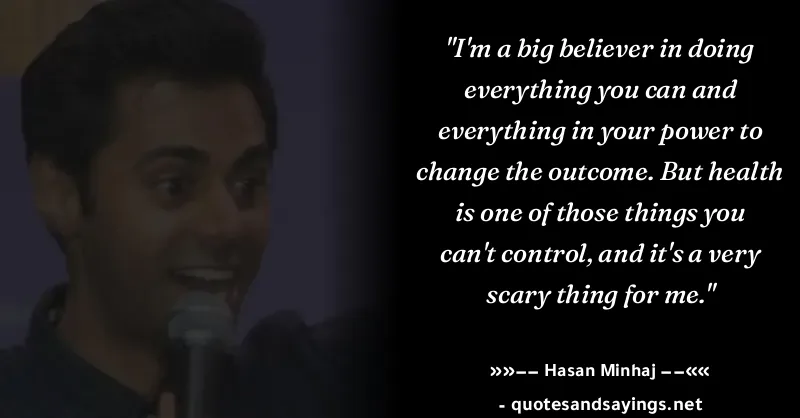 "I'm a big believer in doing
everything you can and
everything in your power to
change the outcome. But health
is one of those things you
can't control, and it's a very
scary thing for me."
»»−− Hasan Minhaj −−««
- quotesandsayings.net